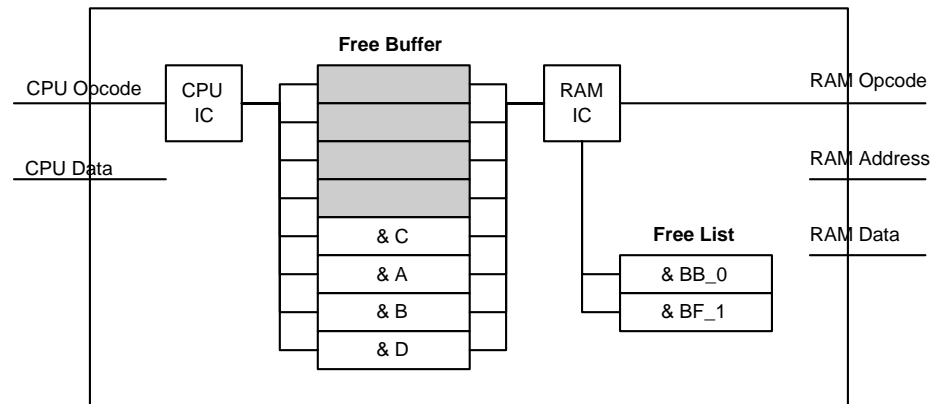 Free Buffer
CPU Opcode
CPU
IC
RAM
IC
RAM Opcode
CPU Data
RAM Address
& C
Free List
RAM Data
& A
& BB_0
& B
& BF_1
& D